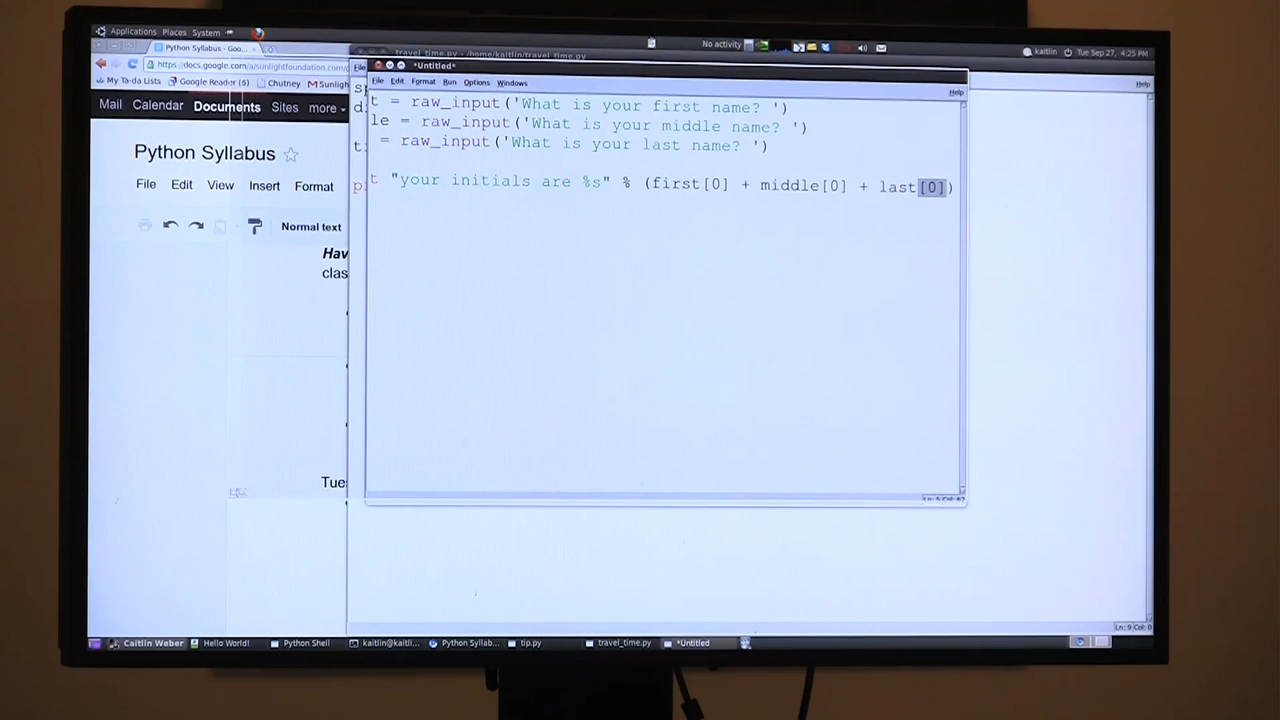 Applications Places System
No activity
kaitlin
Tue Sep 27, 4:25 PM
Python Syllabus - Goo...
travel_time.py - /home/kaitlin/travel_time.py
https://docs.google.com/a/sunlightfoundation.com/d
*Untitled*
My Ta-da Lists Google Reader (6) Chutney Sunligh
File Edit Format Run Options Windows
Help
Help
Mail Calendar Documents Sites more
t = raw_input('What is your first name? ')
le = raw_input('What is your middle name? ')
= raw_input('What is your last name? ')
t "your initials are %s" % (first[0] + middle[0] + last[0])
Python Syllabus
File Edit View Insert Format
Normal text
Hav
clas
Tues
Caitlin Weber Hello World! Python Shell kaitlin@kaitli... Python Syllab... tip.py travel_time.py *Untitled*